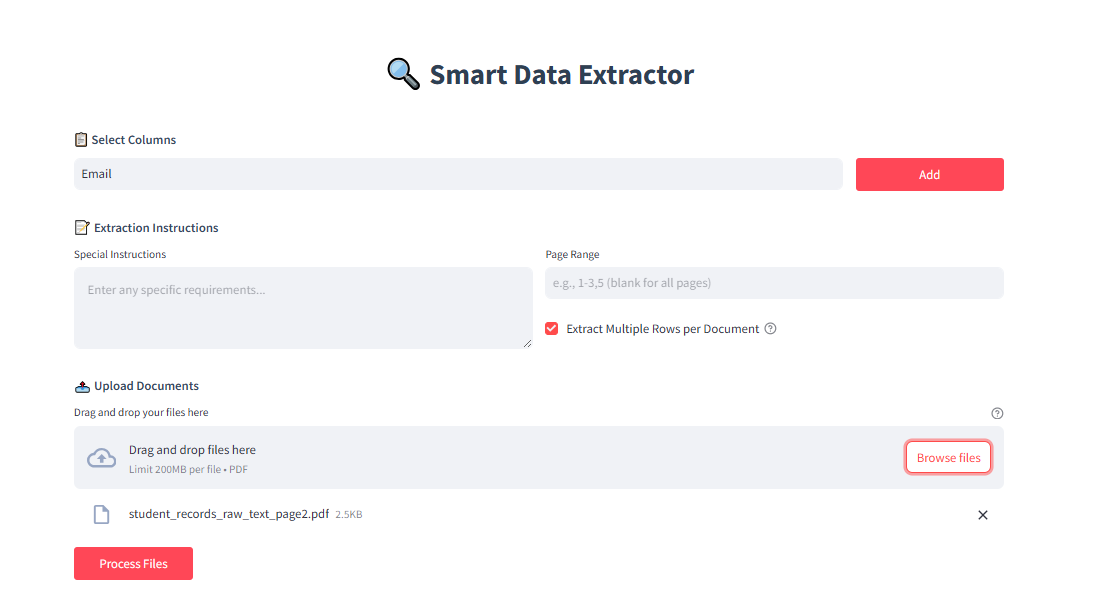 Smart Data Extractor
Select Columns
Email
Add
Extraction Instructions
Special Instructions
Page Range
Enter any specific requirements...
e.g., 1-3,5 (blank for all pages)
Extract Multiple Rows per Document
Upload Documents
Drag and drop your files here
Drag and drop files here
Limit 200MB per file • PDF
Browse files
student_records_raw_text_page2.pdf 2.5KB
Process Files